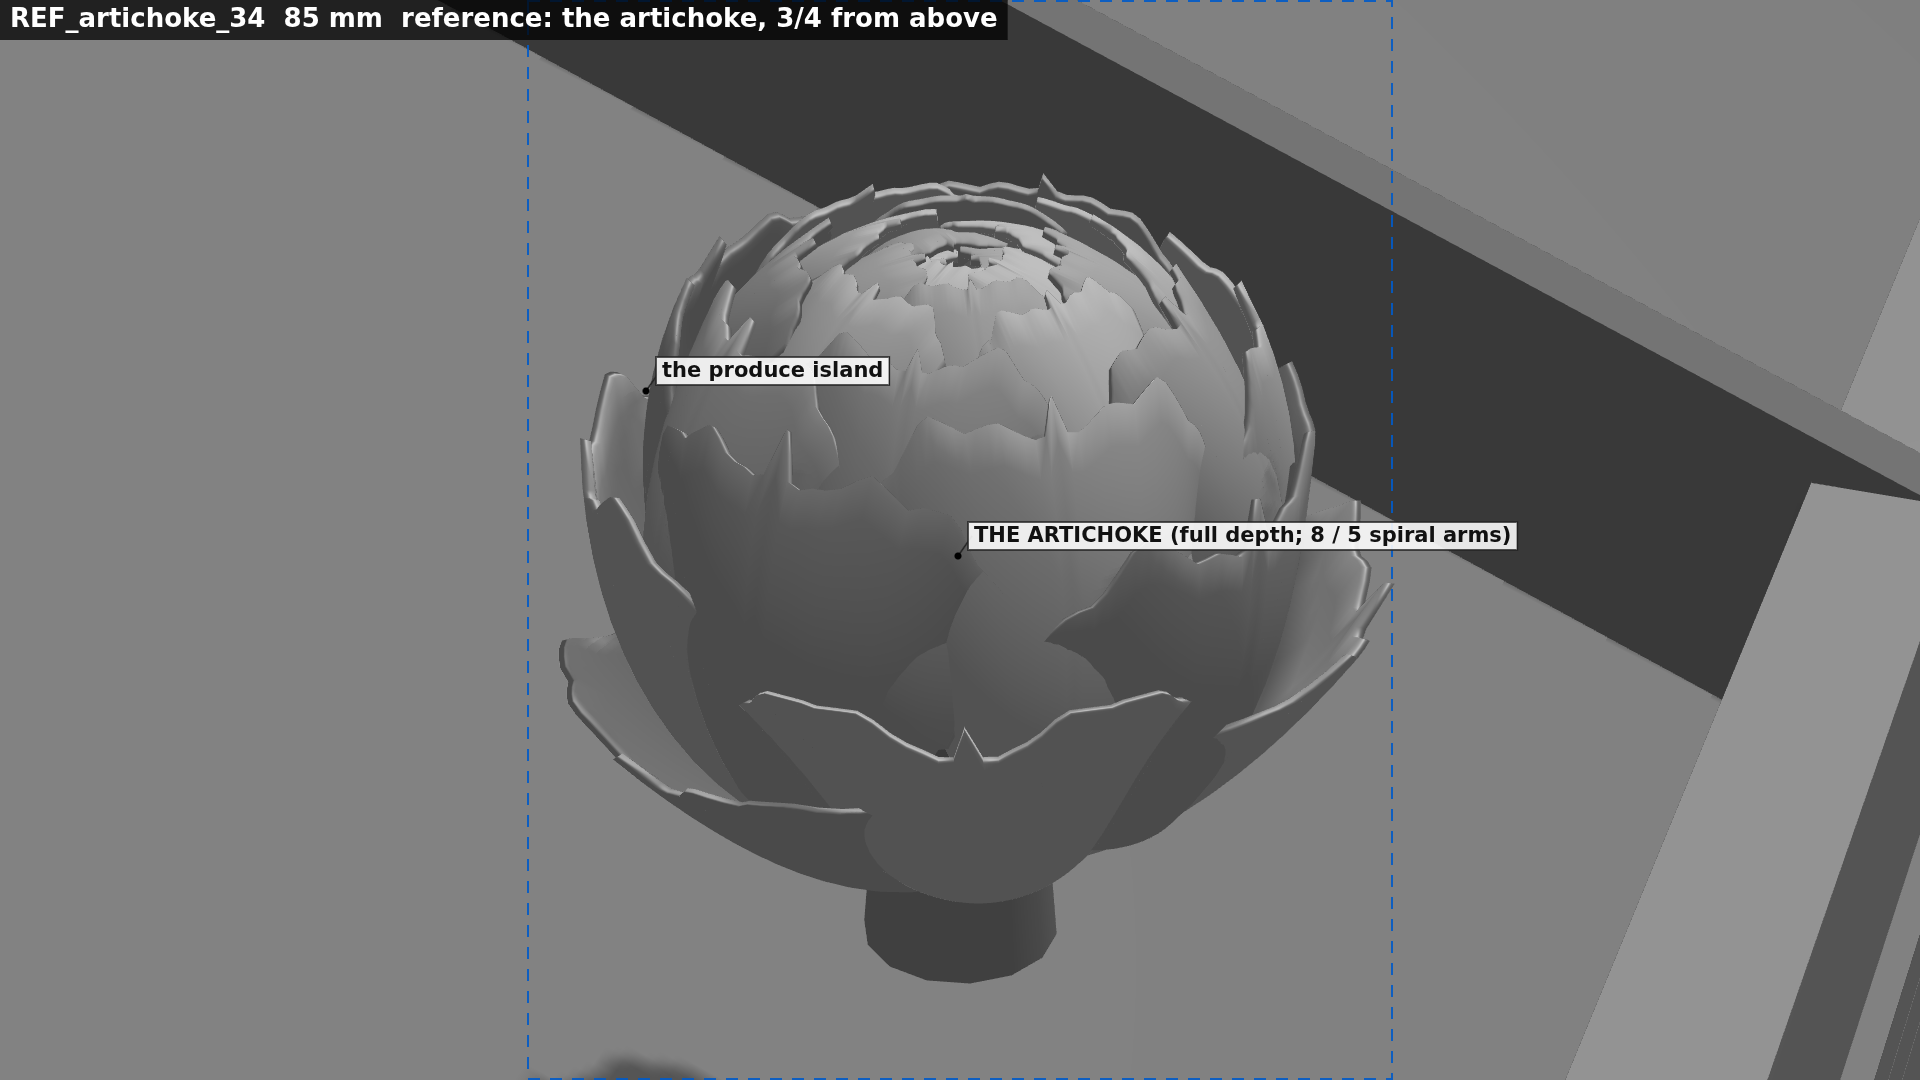 REF_artichoke_34  85 mm  reference: the artichoke, 3/4 from above
the produce island
THE ARTICHOKE (full depth; 8 / 5 spiral arms)